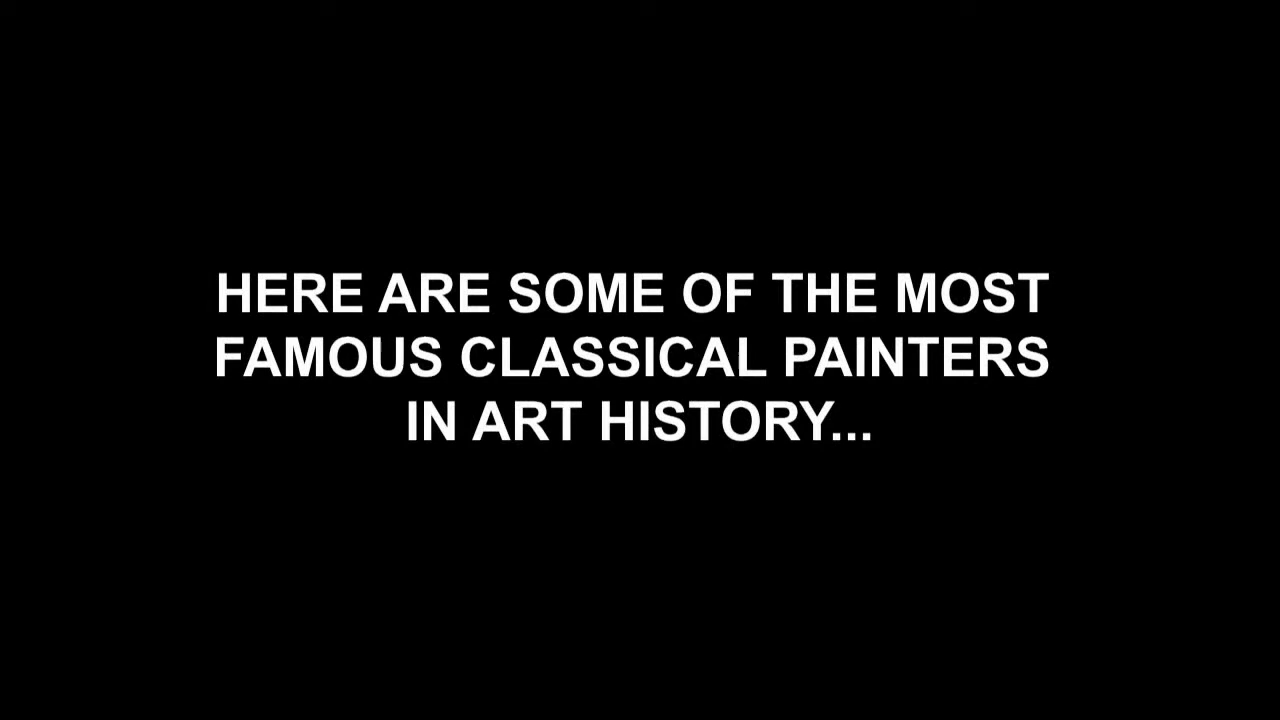 HERE ARE SOME OF THE MOST
FAMOUS CLASSICAL PAINTERS
IN ART HISTORY...